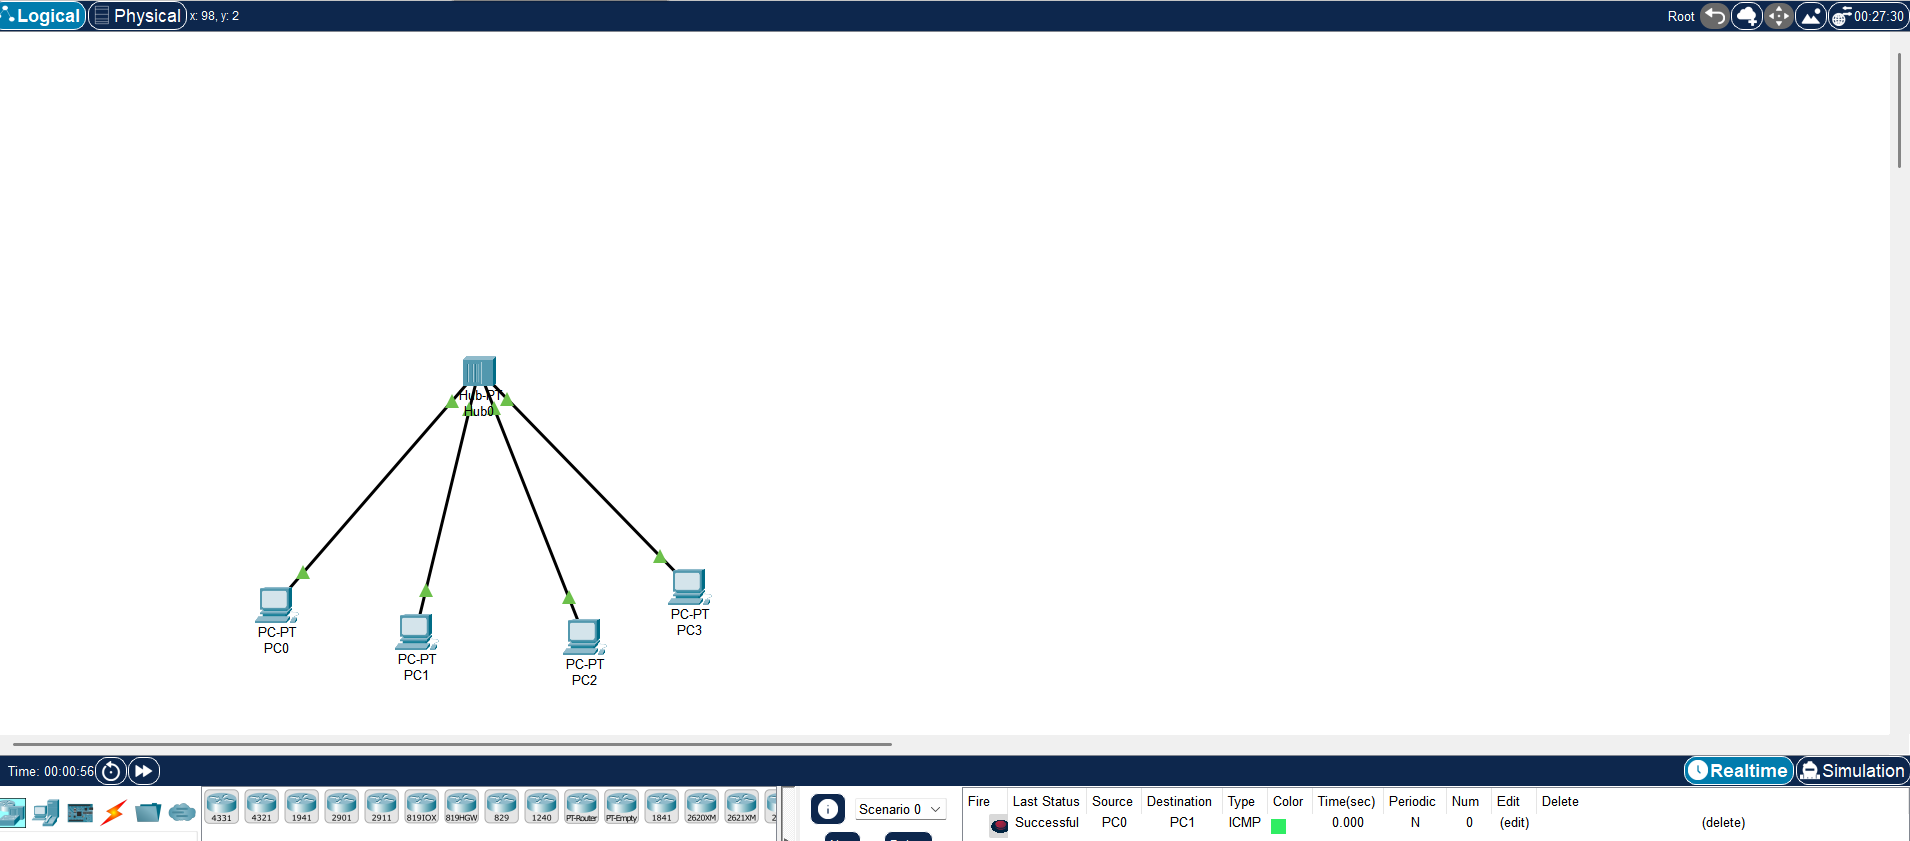 Logical Physical x: 98, y: 2 Root 00:27:30
Hub-PT
Hub0
PC-PT
PC0
PC-PT
PC1
PC-PT
PC2
PC-PT
PC3
Time: 00:00:56 Realtime Simulation
4331 4321 1941 2901 2911 819IOX 819HGW 829 1240 PT-Router PT-Empty 1841 2620XM 2621XM 2
Scenario 0
Fire Last Status Source Destination Type Color Time(sec) Periodic Num Edit Delete
Successful PC0 PC1 ICMP 0.000 N 0 (edit) (delete)